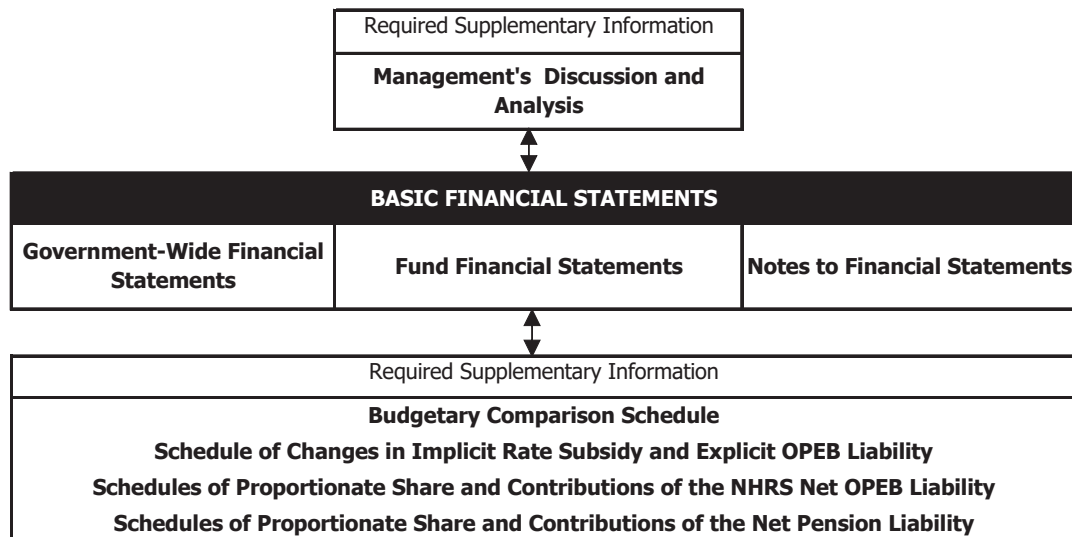 Required Supplementary Information
Management's Discussion and
Analysis
BASIC FINANCIAL STATEMENTS
Government-Wide Financial
Statements
Fund Financial Statements
Notes to Financial Statements
Required Supplementary Information
Budgetary Comparison Schedule
Schedule of Changes in Implicit Rate Subsidy and Explicit OPEB Liability
Schedules of Proportionate Share and Contributions of the NHRS Net OPEB Liability
Schedules of Proportionate Share and Contributions of the Net Pension Liability